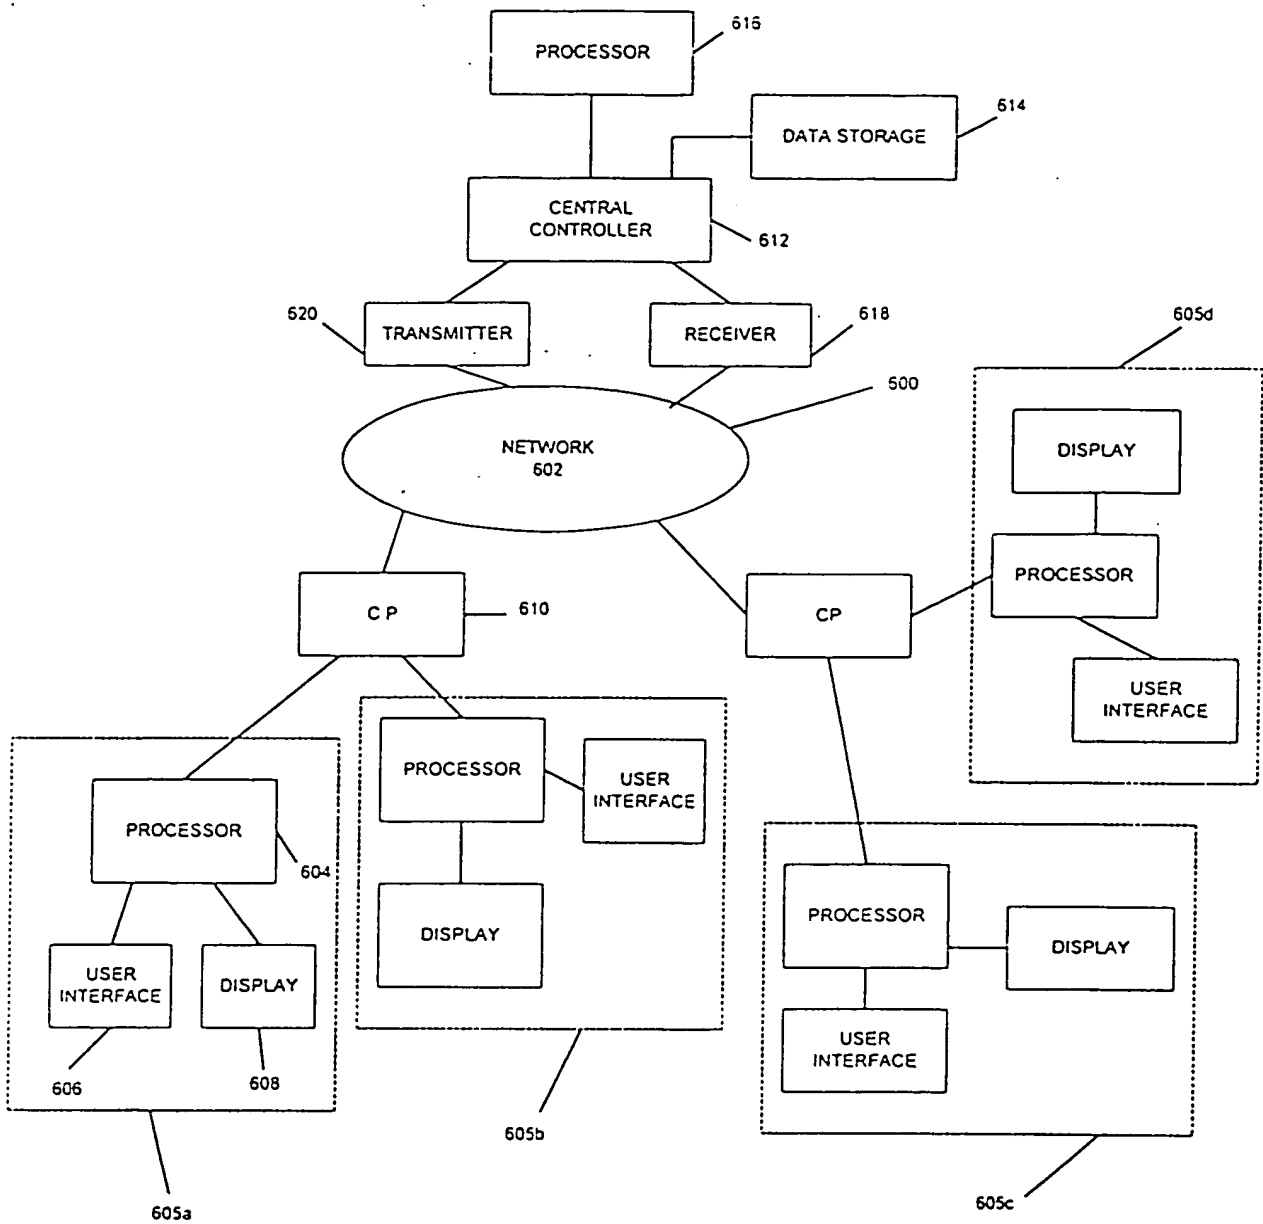 616
PROCESSOR
614
DATA STORAGE
CENTRAL
CONTROLLER
612
620
TRANSMITTER
RECEIVER
618
605d
600
NETWORK
602
DISPLAY
PROCESSOR
USER
INTERFACE
C P
610
CP
PROCESSOR
USER
INTERFACE
DISPLAY
605b
PROCESSOR
604
USER
INTERFACE
DISPLAY
606
608
605a
PROCESSOR
DISPLAY
USER
INTERFACE
605c